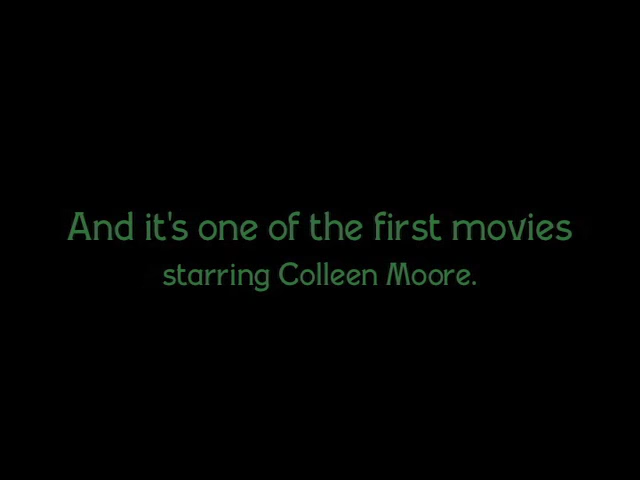 And it's one of the first movies
starring Colleen Moore.